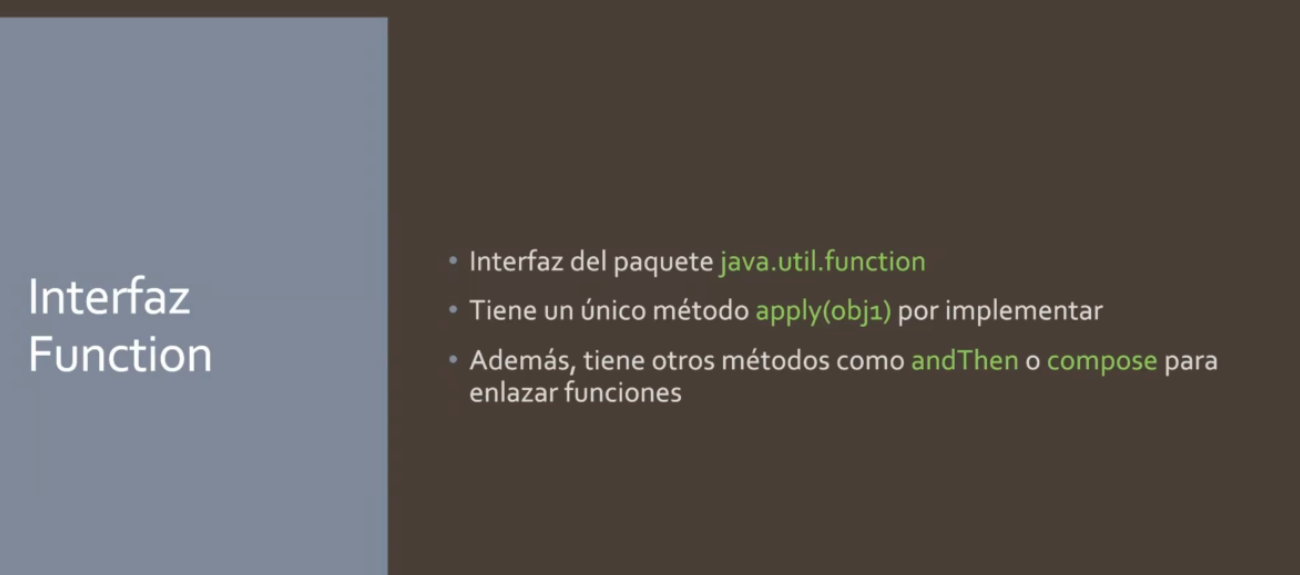 Interfaz
Function
• Interfaz del paquete java.util.function
• Tiene un único método apply(obj1) por implementar
• Además, tiene otros métodos como andThen o compose para
enlazar funciones